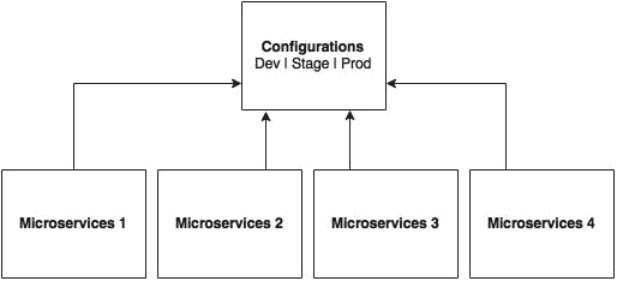 Configurations
Dev | Stage | Prod
Microservices 1
Microservices 2
Microservices 3
Microservices 4